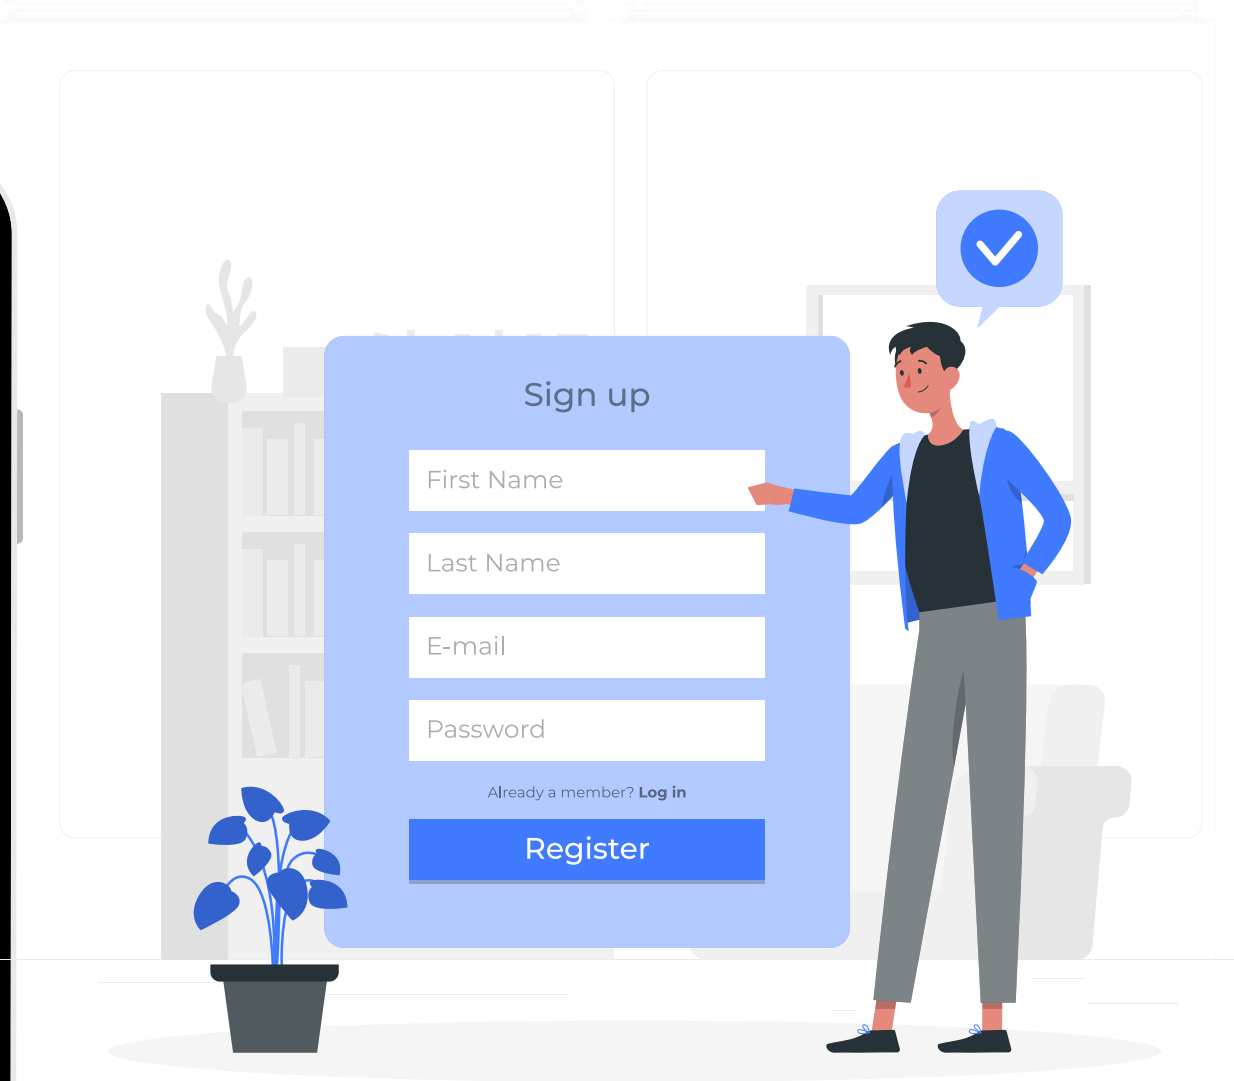 Sign up
First Name
Last Name
E-mail
Password
Already a member? Log in
Register